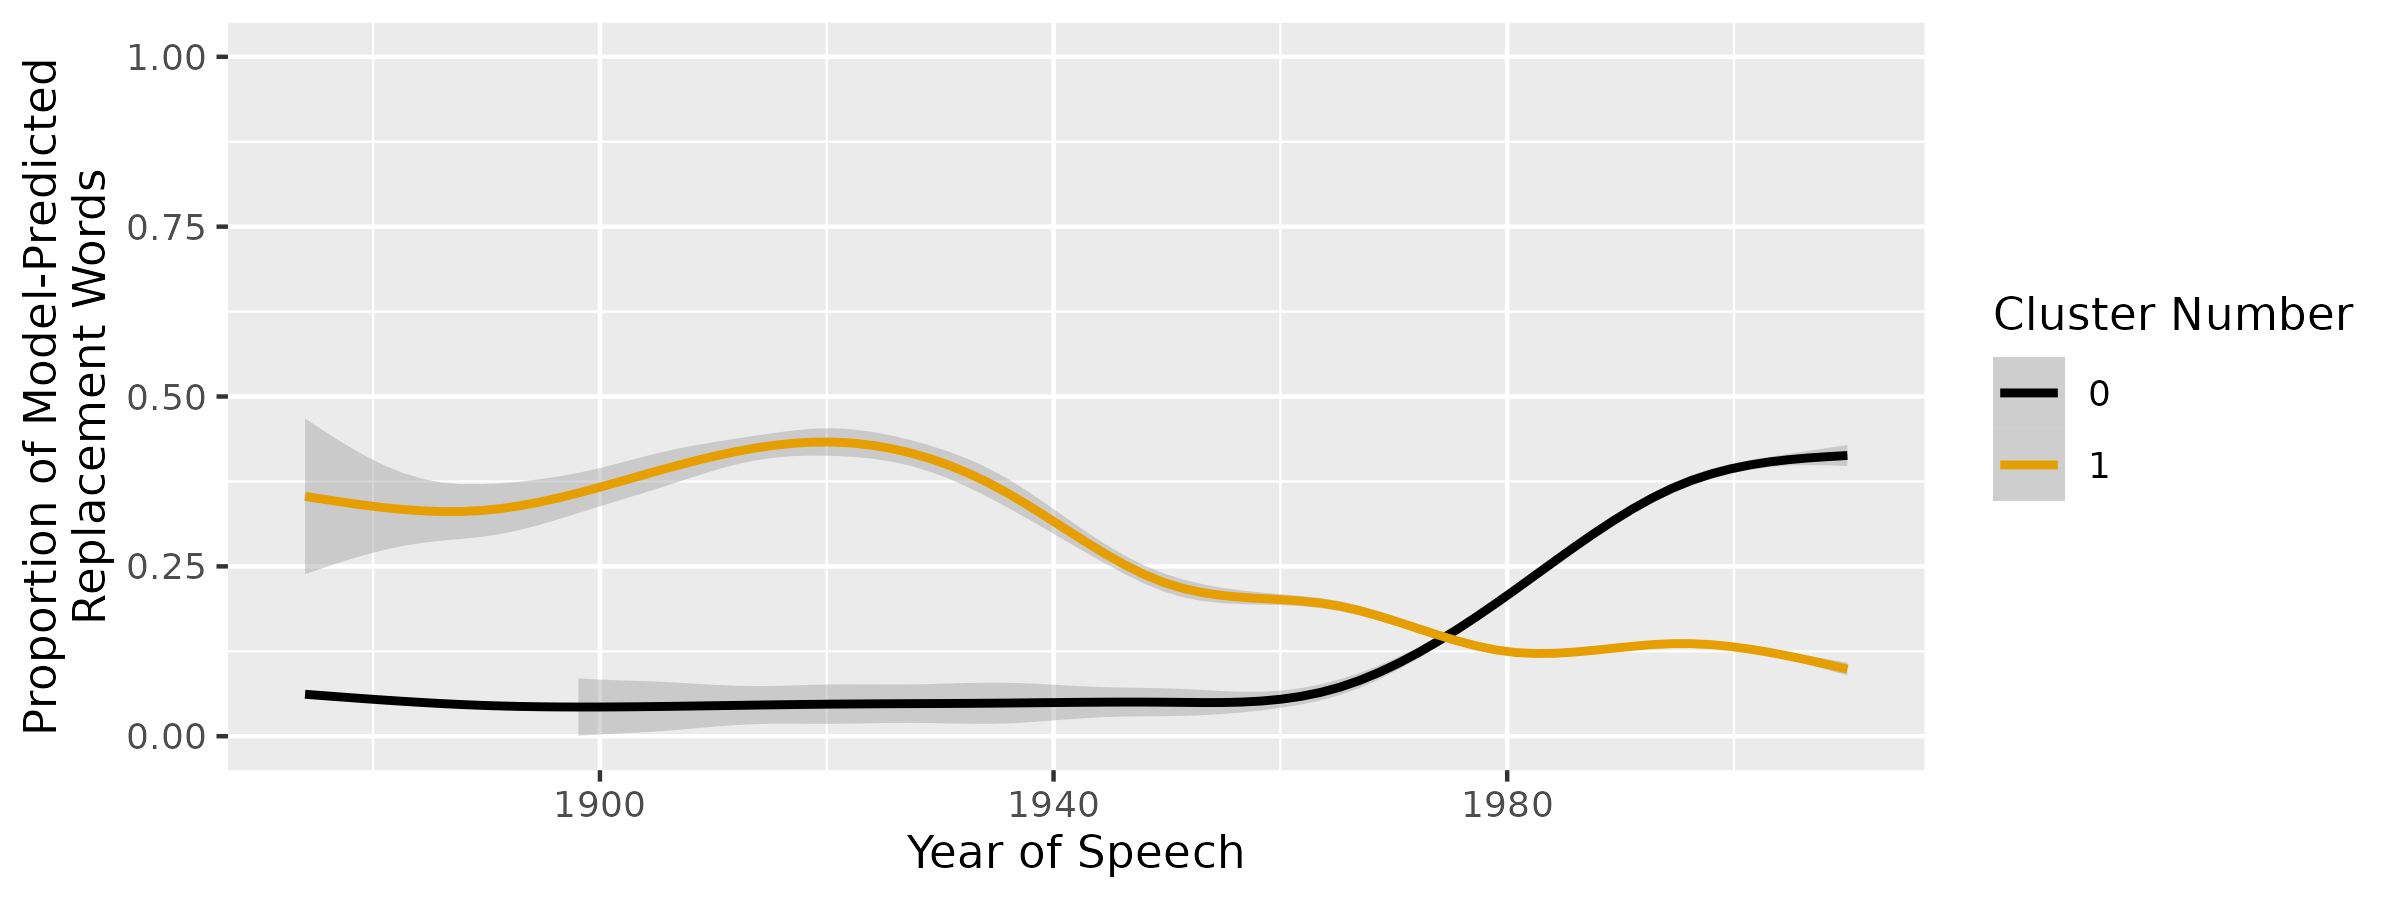 Proportion of Model-Predicted
Replacement Words
1.00
0.75
0.50
0.25
0.00
1900
1940
1980
Year of Speech
Cluster Number
0
1